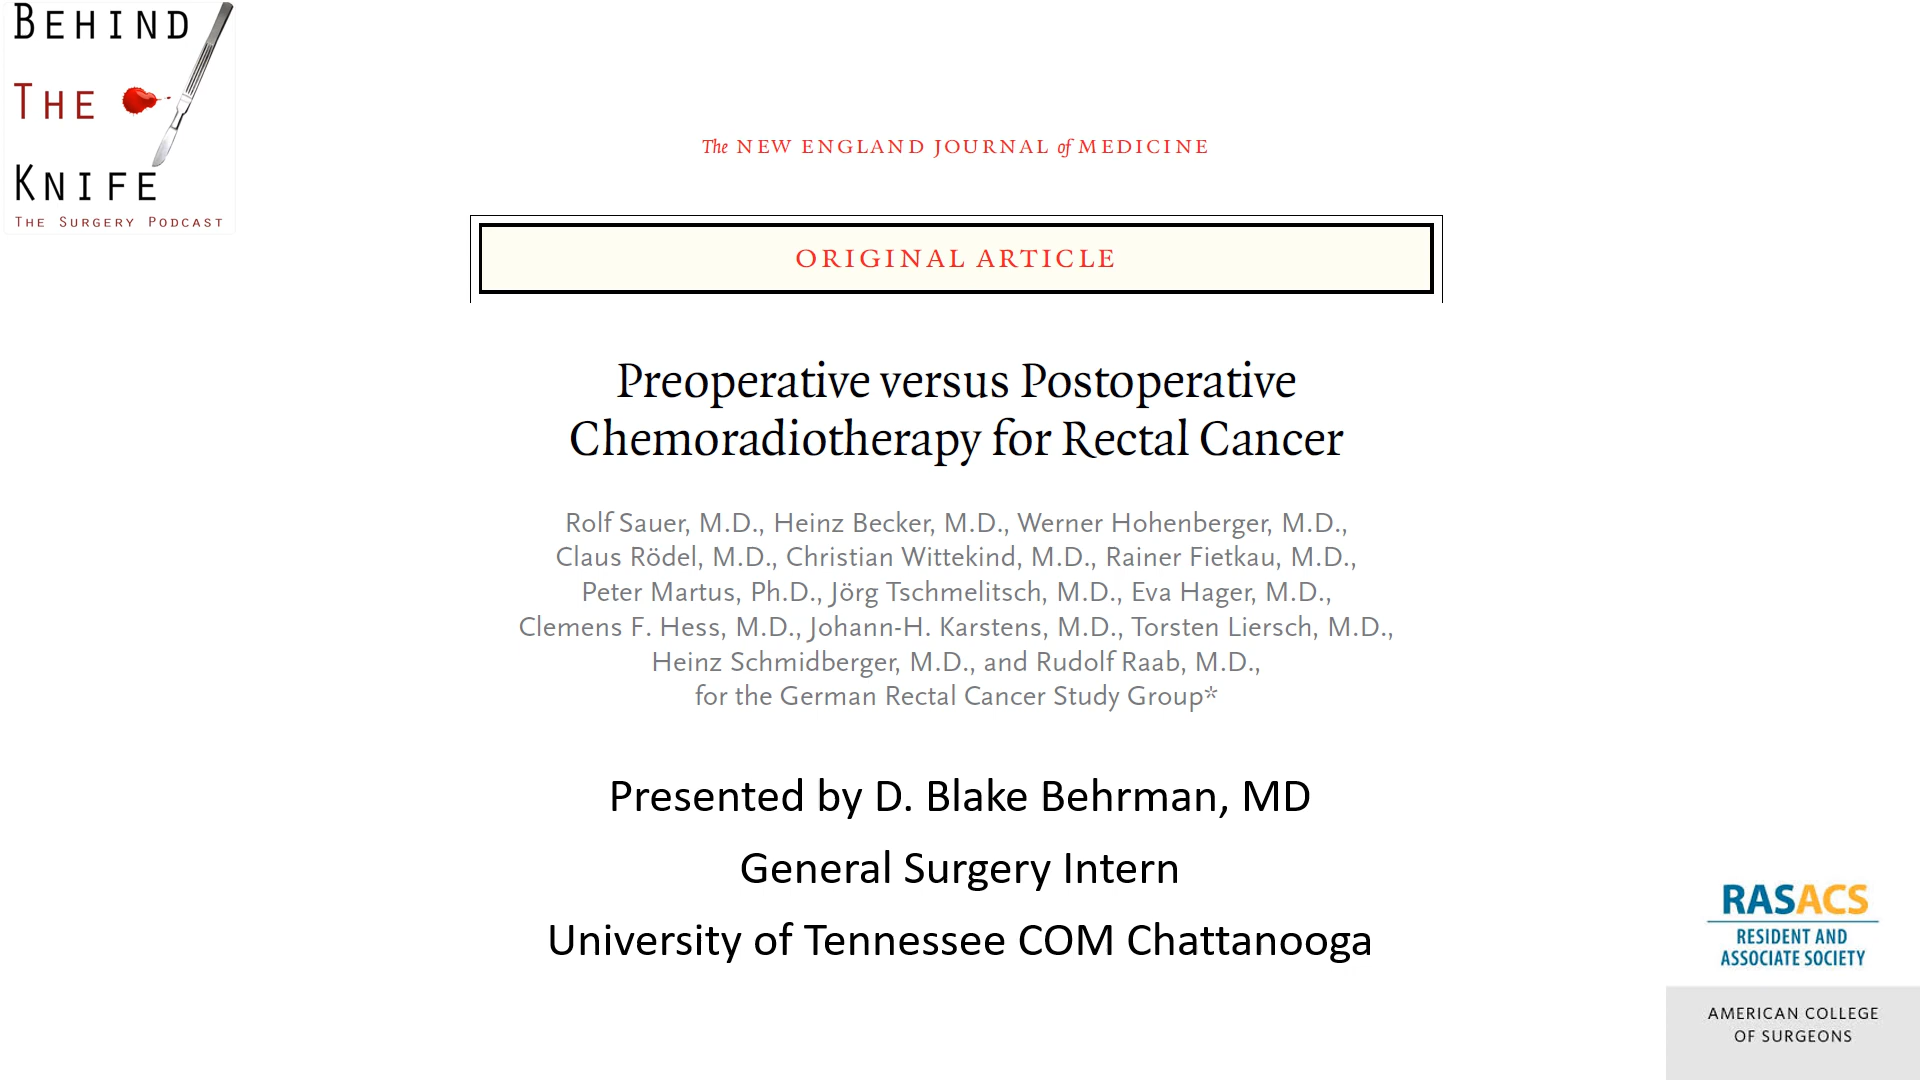 BEHIND
THE
KNIFE
THE SURGERY PODCAST
The NEW ENGLAND JOURNAL of MEDICINE
ORIGINAL ARTICLE
Preoperative versus Postoperative
Chemoradiotherapy for Rectal Cancer
Rolf Sauer, M.D., Heinz Becker, M.D., Werner Hohenberger, M.D.,
Claus Rödel, M.D., Christian Wittekind, M.D., Rainer Fietkau, M.D.,
Peter Martus, Ph.D., Jörg Tschmelitsch, M.D., Eva Hager, M.D.,
Clemens F. Hess, M.D., Johann-H. Karstens, M.D., Torsten Liersch, M.D.,
Heinz Schmidberger, M.D., and Rudolf Raab, M.D.,
for the German Rectal Cancer Study Group*
Presented by D. Blake Behrman, MD
General Surgery Intern
University of Tennessee COM Chattanooga
RASACS
RESIDENT AND
ASSOCIATE SOCIETY
AMERICAN COLLEGE
OF SURGEONS